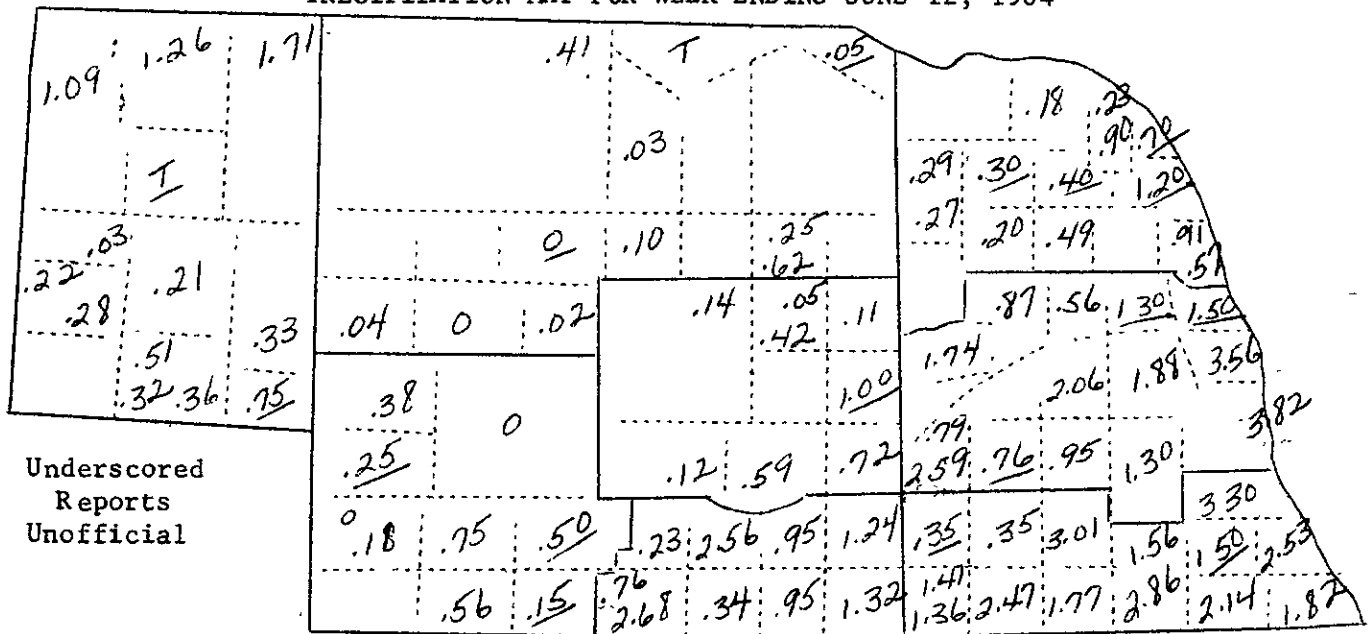 PRECIPITATION MAP FOR WEEK ENDING JUNE 12, 1984
1.09 1.26 1.71 .41 T .05
.18 .23
.90 .70
T .03 .29 .30 .40 1.20
.03 0 .10 .25 .27 .20 .49 .91
.22 .21 .62 .57
.28 .04 0 .02 .14 .05 .11 .87 .56 1.30 1.50
.33 .42
.51 1.74 2.06 1.88 3.56
.32 .36 .75 .38 0 1.00
.79 3.82
.25 .12 .59 .72 2.59 .76 .95 1.30
Underscored
Reports
Unofficial
3.30
0 .18 .75 .50 .23 2.56 .95 1.24 .35 .35 3.01 1.56 1.50 2.53
.76 1.47
.56 .15 2.68 .34 .95 1.32 1.36 2.47 1.77 2.86 2.14 1.82